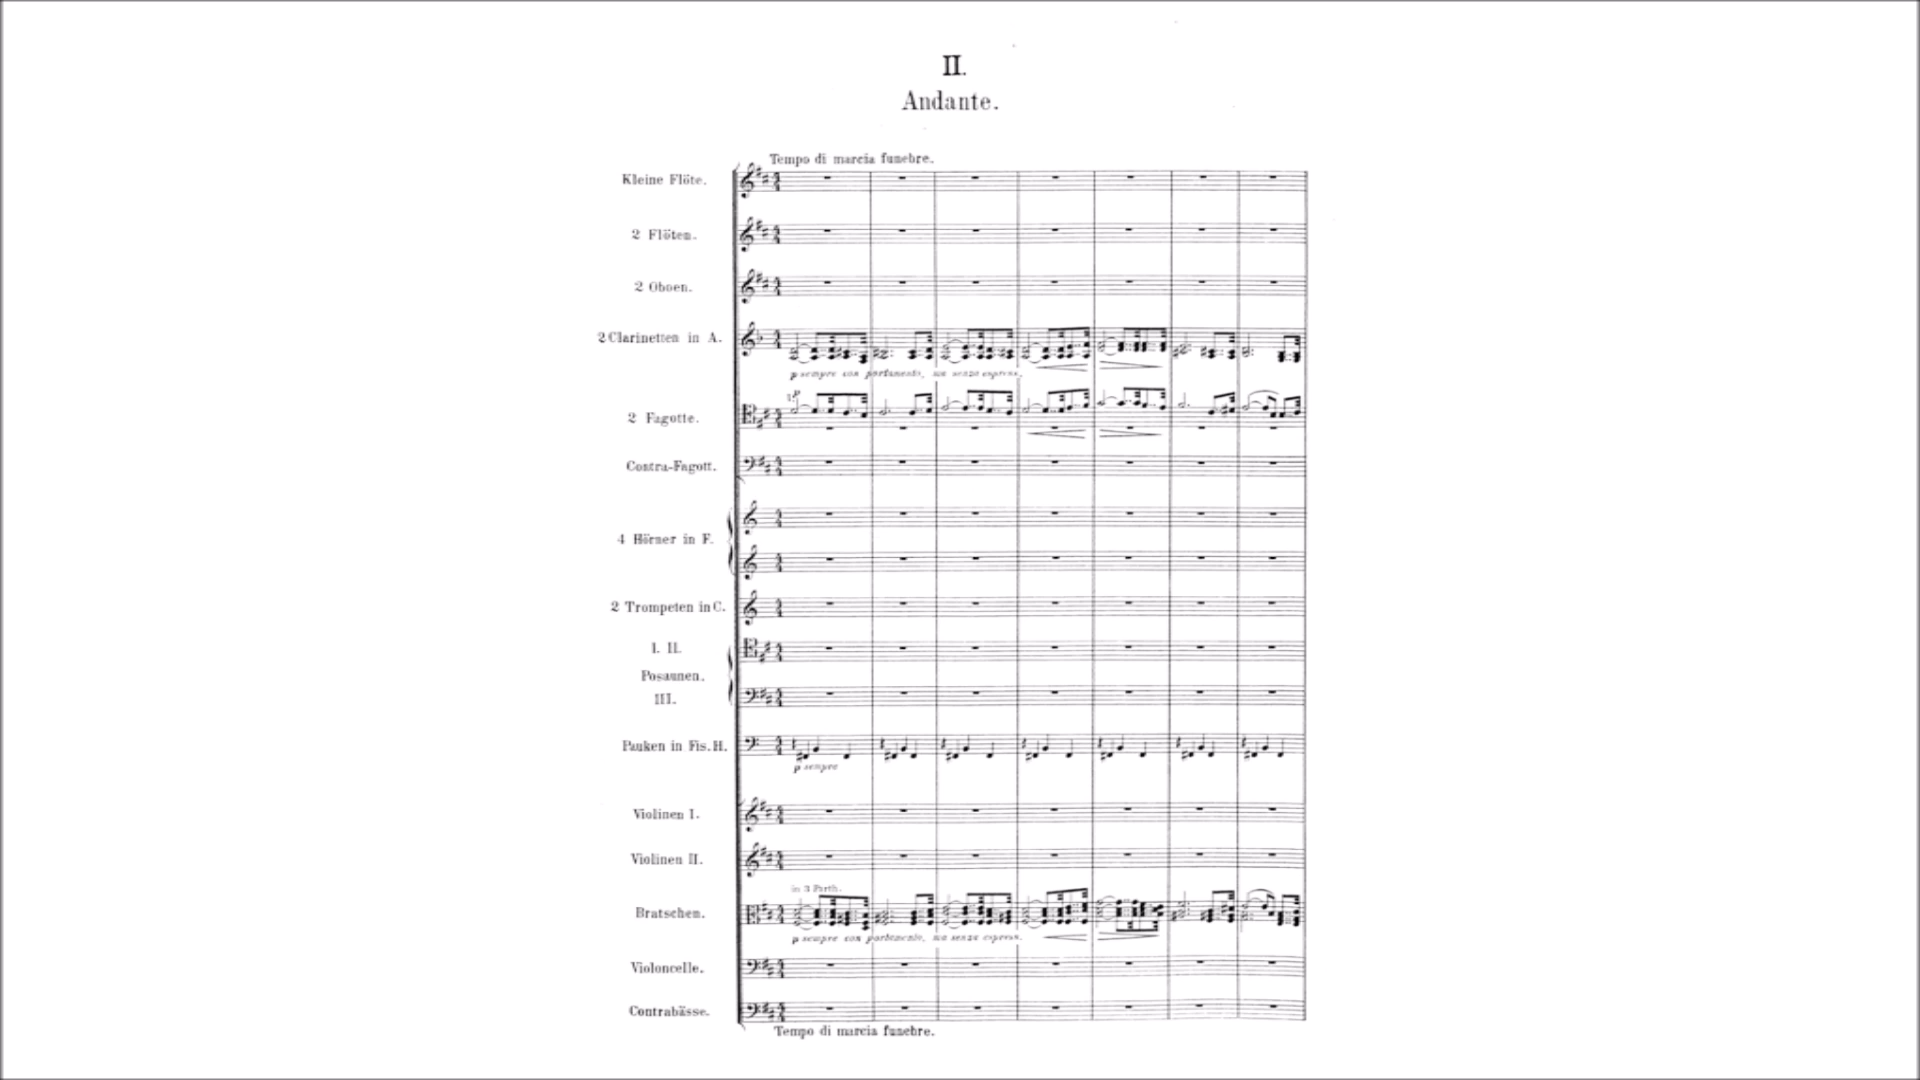 II.
Andante.
Tempo di marcia funebre.
Kleine Flöte.
2 Flöten.
2 Oboen.
2 Clarinetten in A.
p sempre con portamento, ma senza espress.
p
2 Fagotte.
Contra-Fagott.
4 Hörner in F.
2 Trompeten in C.
I. II.
Posaunen.
III.
Pauken in Fis. H.
p sempre
Violinen I.
Violinen II.
in 3 Parth.
Bratschen.
p sempre con portamento, ma senza espress.
Violoncelle.
Contrabässe.
Tempo di marcia funebre.